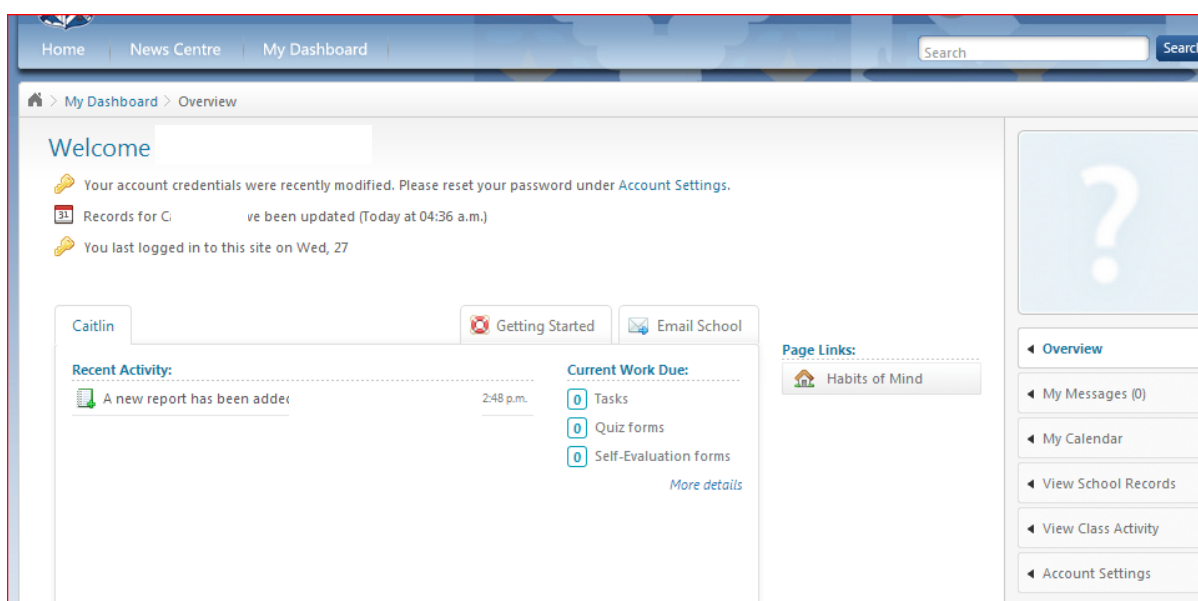 Home News Centre My Dashboard
Search Search
My Dashboard > Overview
Welcome
Your account credentials were recently modified. Please reset your password under Account Settings.
31 Records for been updated (Today at 04:36 a.m.)
You last logged in to this site on Wed, 27
Caitlin Getting Started Email School
Recent Activity:
A new report has been added
2:48 p.m.
Current Work Due:
0 Tasks
0 Quiz forms
0 Self-Evaluation forms
More details
Page Links:
Habits of Mind
?
Overview
My Messages (0)
My Calendar
View School Records
View Class Activity
Account Settings